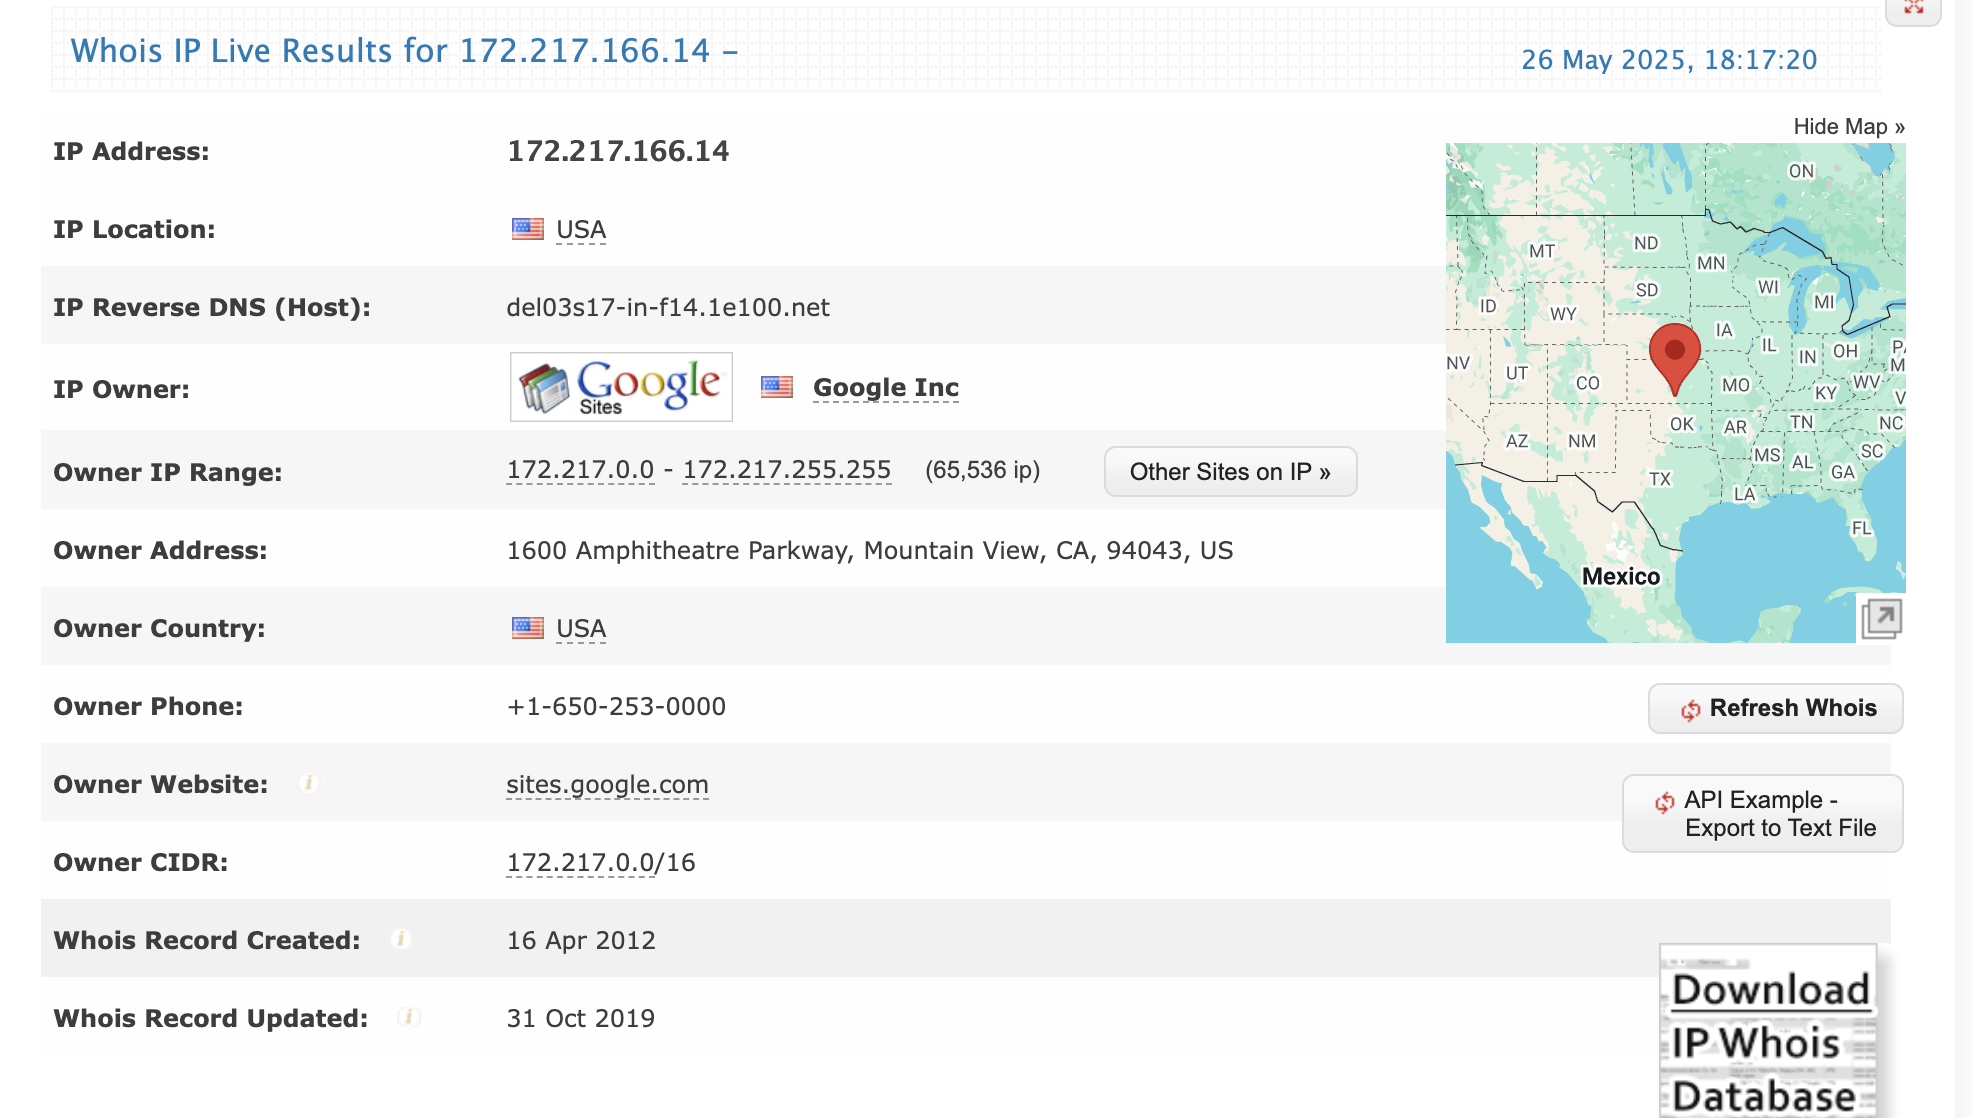 Whois IP Live Results for 172.217.166.14 –
26 May 2025, 18:17:20
Hide Map »
IP Address: 172.217.166.14
IP Location: USA
IP Reverse DNS (Host): del03s17-in-f14.1e100.net
IP Owner: Google Sites Google Inc
Owner IP Range: 172.217.0.0 - 172.217.255.255 (65,536 ip) Other Sites on IP »
Owner Address: 1600 Amphitheatre Parkway, Mountain View, CA, 94043, US
Owner Country: USA
Owner Phone: +1-650-253-0000
Owner Website: i sites.google.com
Owner CIDR: 172.217.0.0/16
Whois Record Created: i 16 Apr 2012
Whois Record Updated: i 31 Oct 2019
ON
MT ND MN
ID WY SD WI MI
NV UT CO IA IL IN OH
MO KY WV
AZ NM OK AR TN NC
TX MS AL GA SC
LA FL
Mexico
Refresh Whois
API Example -
Export to Text File
Download
IP Whois
Database